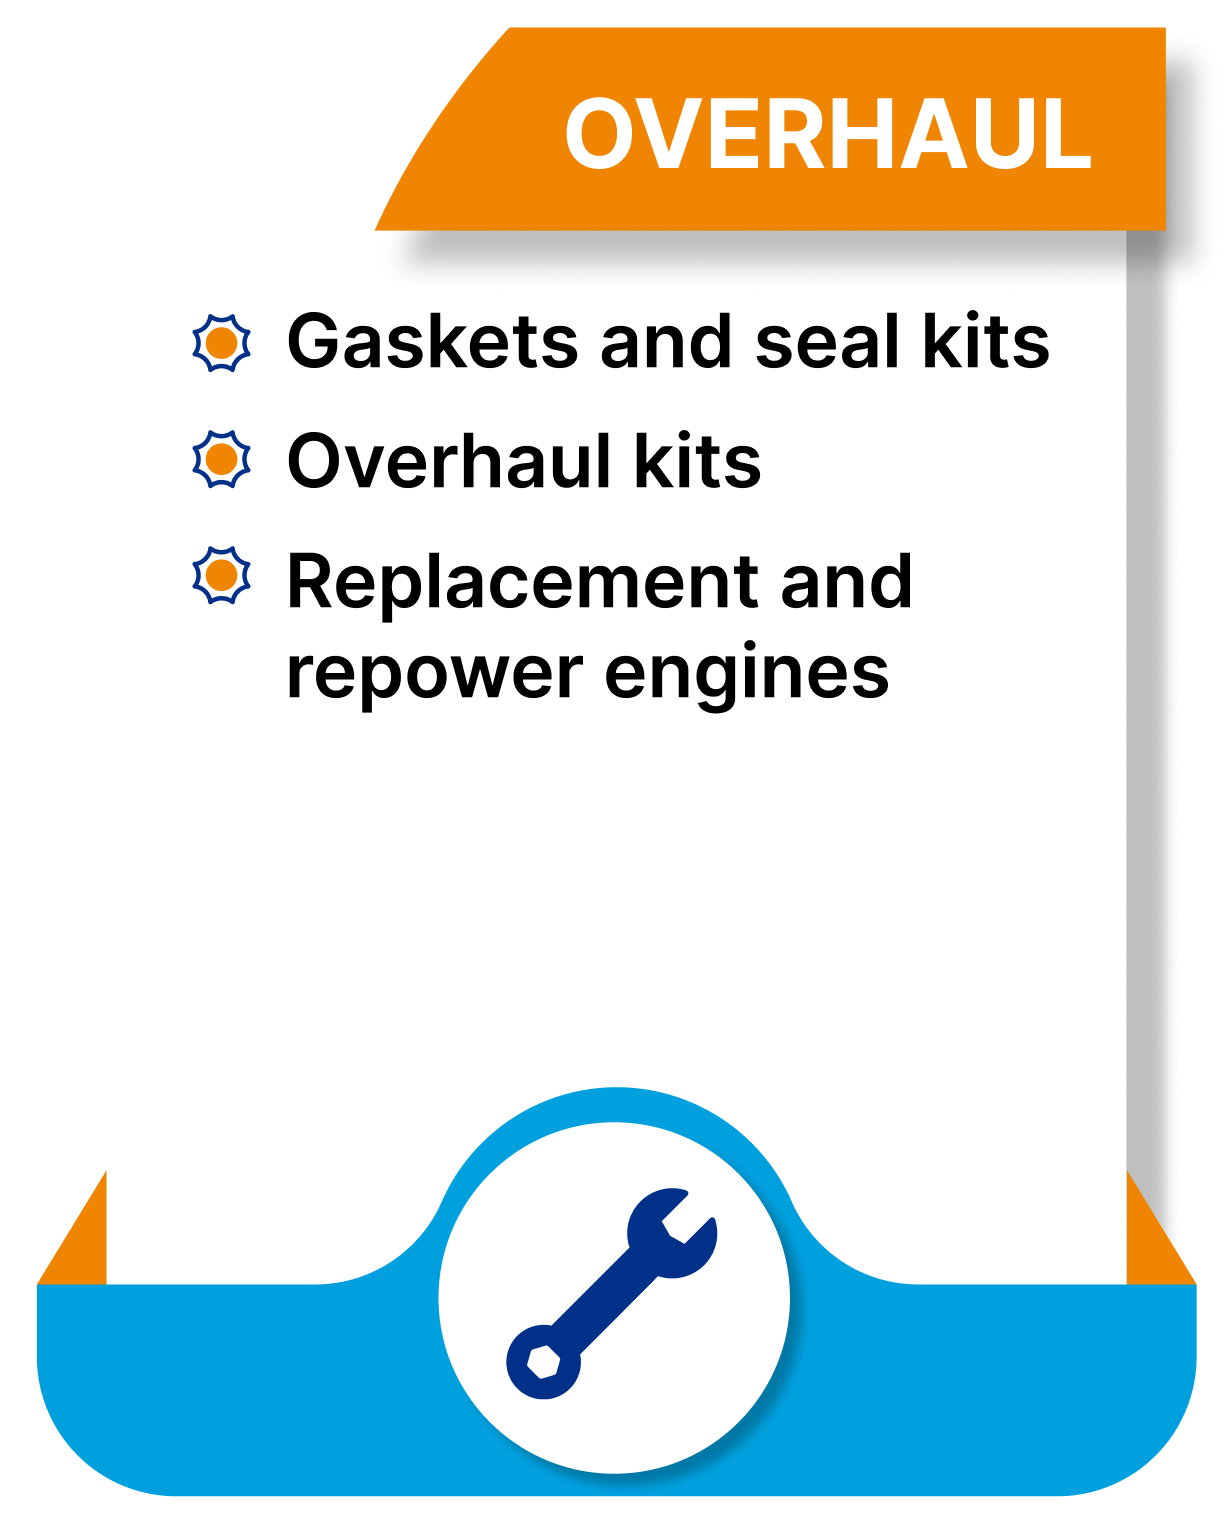 OVERHAUL
Gaskets and seal kits
Overhaul kits
Replacement and
repower engines